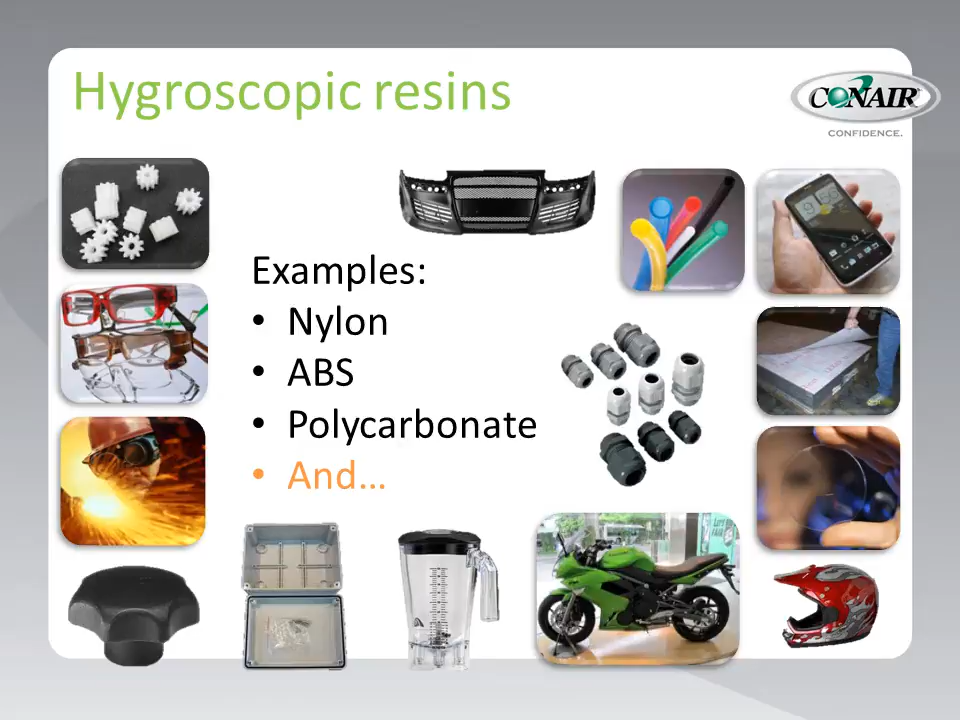 Hygroscopic resins
CONAIR
CONFIDENCE.
Examples:
• Nylon
• ABS
• Polycarbonate
• And…